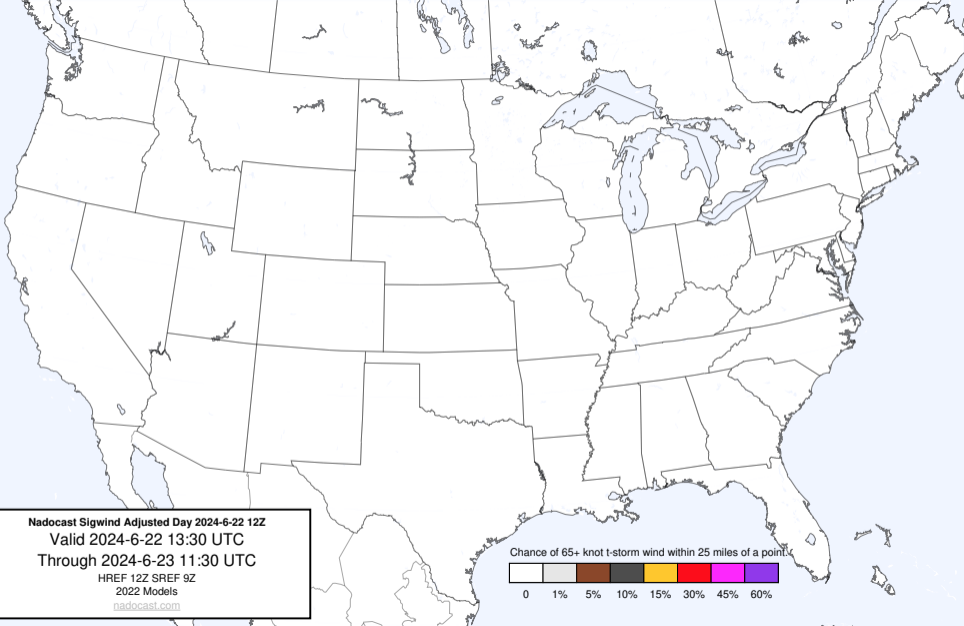 Nadocast Sigwind Adjusted Day 2024-6-22 12Z
Valid 2024-6-22 13:30 UTC
Through 2024-6-23 11:30 UTC
HREF 12Z SREF 9Z
2022 Models
nadocast.com
Chance of 65+ knot t-storm wind within 25 miles of a point.
0 1% 5% 10% 15% 30% 45% 60%